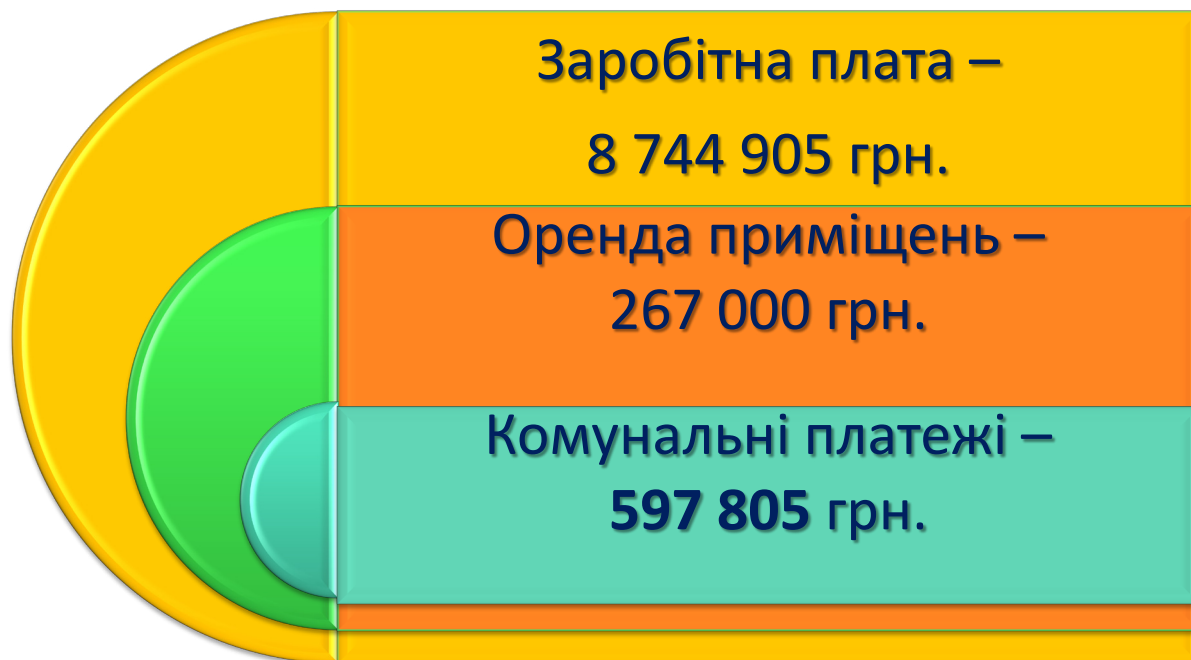 Заробітна плата –
8 744 905 грн.
Оренда приміщень –
267 000 грн.
Комунальні платежі –
597 805 грн.